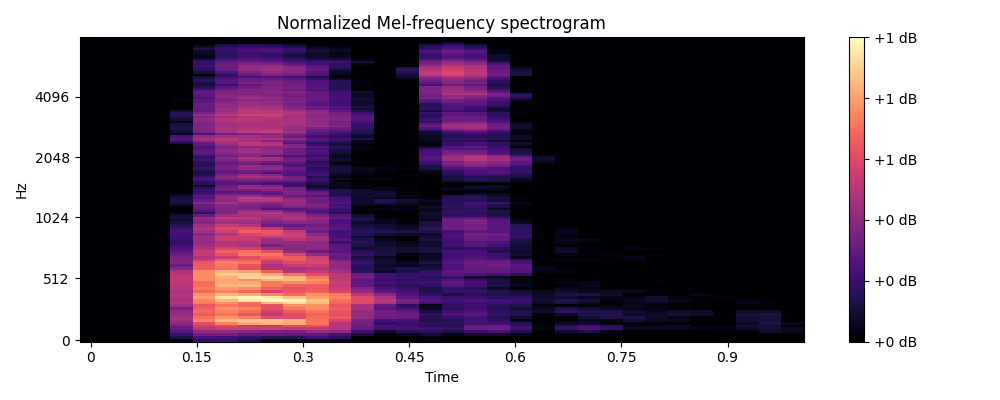 Normalized Mel-frequency spectrogram
Hz
4096
2048
1024
512
0
0 0.15 0.3 0.45 0.6 0.75 0.9
Time
+1 dB
+1 dB
+1 dB
+0 dB
+0 dB
+0 dB